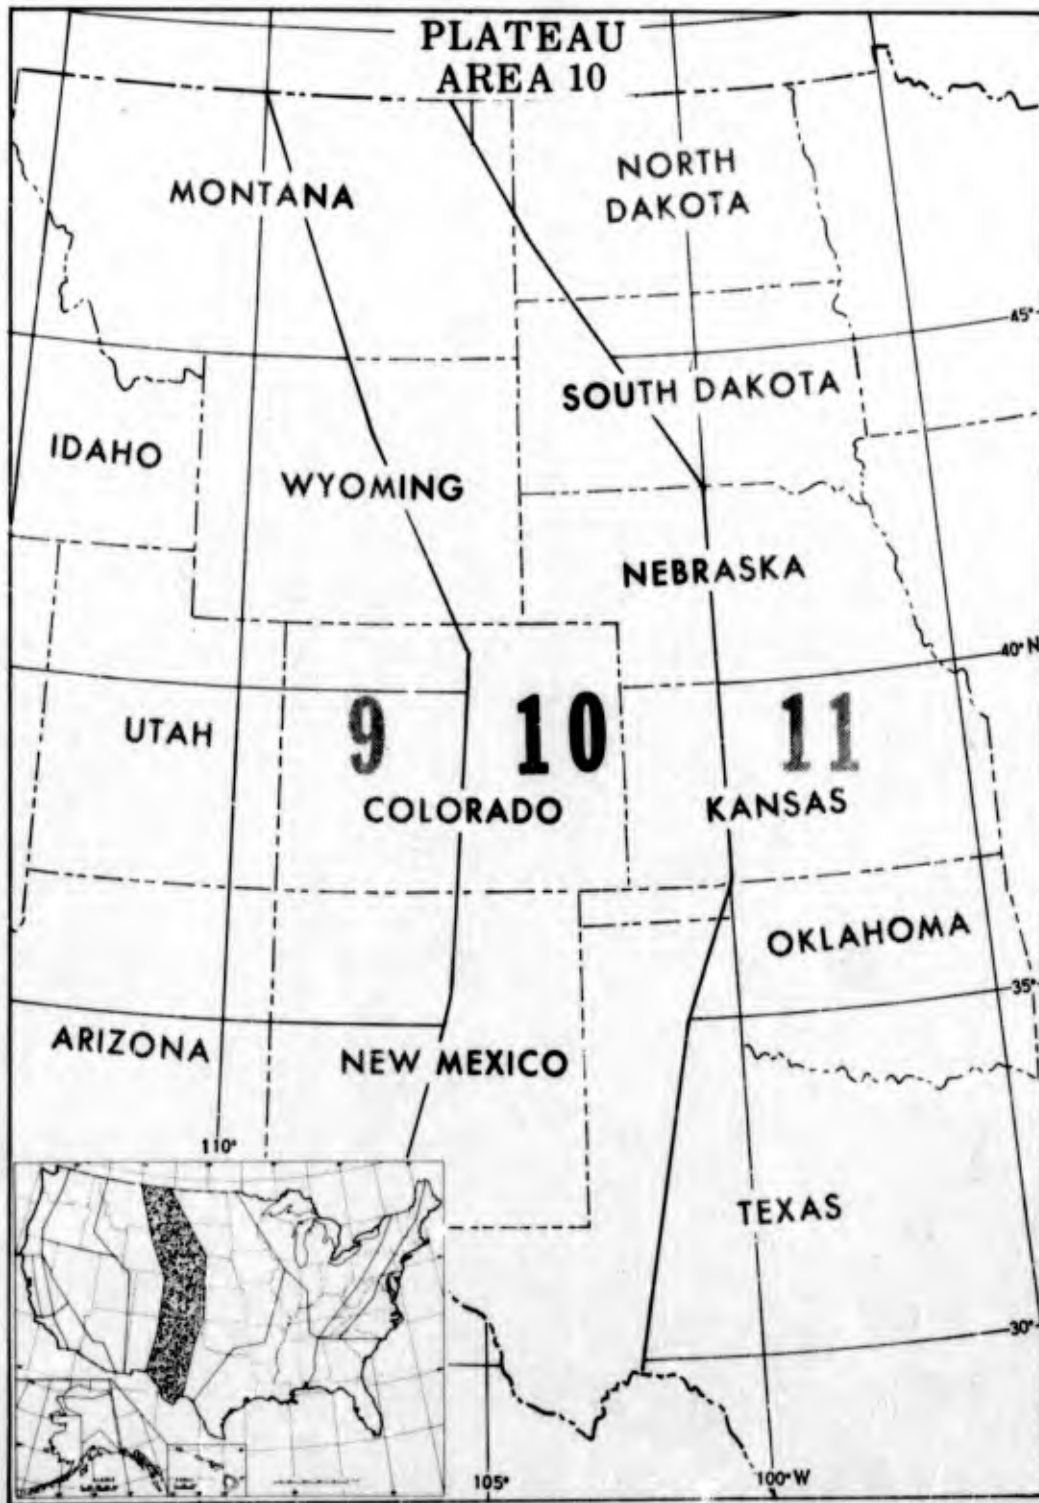 PLATEAU
AREA 10
MONTANA
NORTH
DAKOTA
45°
SOUTH DAKOTA
IDAHO
WYOMING
NEBRASKA
40° N
9
10
11
UTAH
COLORADO
KANSAS
OKLAHOMA
35°
ARIZONA
NEW MEXICO
110°
TEXAS
30°
105°
100° W